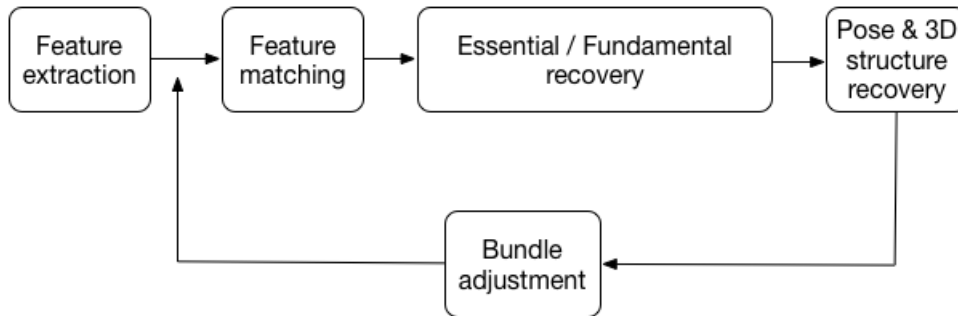 Feature
extraction
Feature
matching
Essential / Fundamental
recovery
Pose & 3D
structure
recovery
Bundle
adjustment